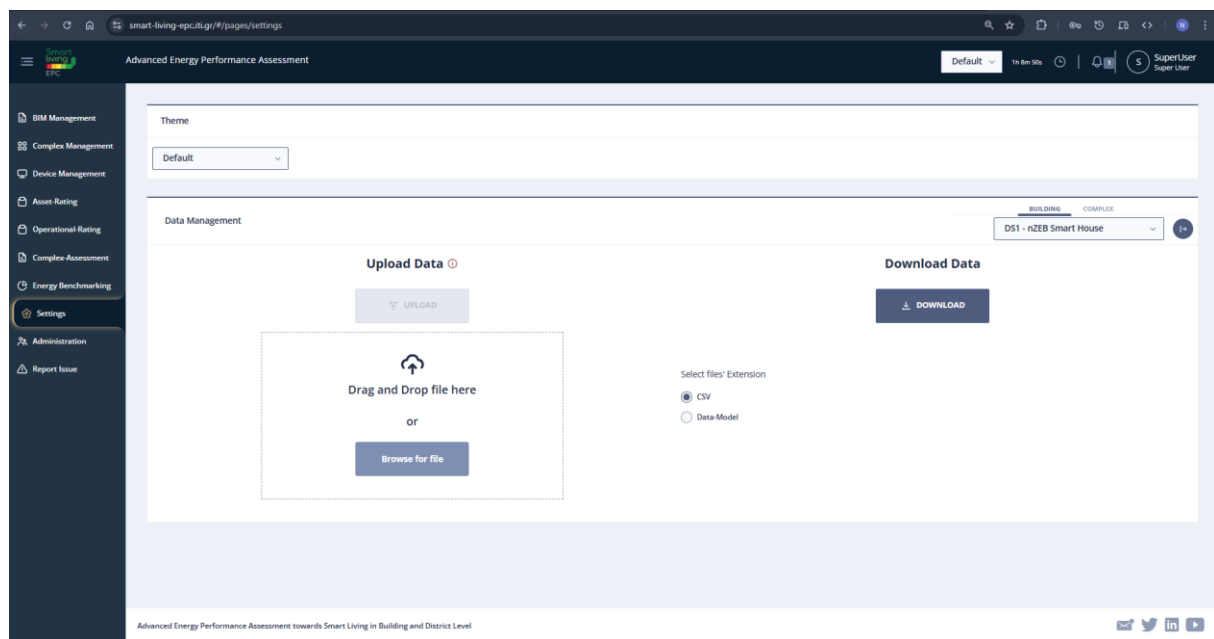 smart-living-epc.iti.gr/#/pages/settings
N
Smart
living
EPC
Advanced Energy Performance Assessment
Default
1h 8m 50s
1
S
SuperUser
Super User
BIM Management
Complex Management
Device Management
Asset-Rating
Operational-Rating
Complex-Assessment
Energy Benchmarking
Settings
Administration
Report Issue
Theme
Default
Data Management
BUILDING COMPLEX
DS1 - nZEB Smart House
Upload Data
UPLOAD
Drag and Drop file here
or
Browse for file
Download Data
DOWNLOAD
Select files' Extension
CSV
Data-Model
Advanced Energy Performance Assessment towards Smart Living in Building and District Level
in